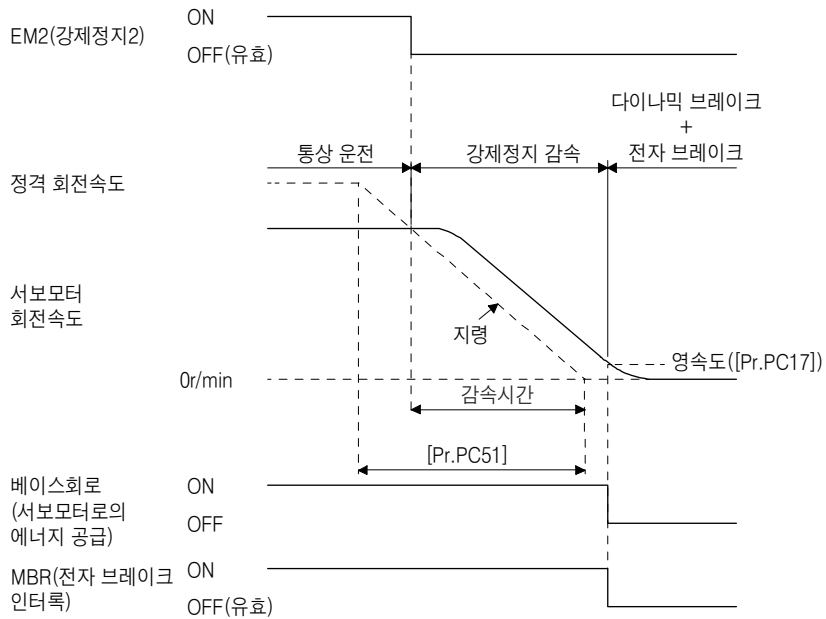 EM2(강제정지2)
ON
OFF(유효)
다이나믹 브레이크
+
전자 브레이크
통상 운전
강제정지 감속
정격 회전속도
서보모터
회전속도
지령
영속도([Pr.PC17])
0r/min
감속시간
[Pr.PC51]
베이스회로
(서보모터로의
에너지 공급)
ON
OFF
MBR(전자 브레이크
인터록)
ON
OFF(유효)